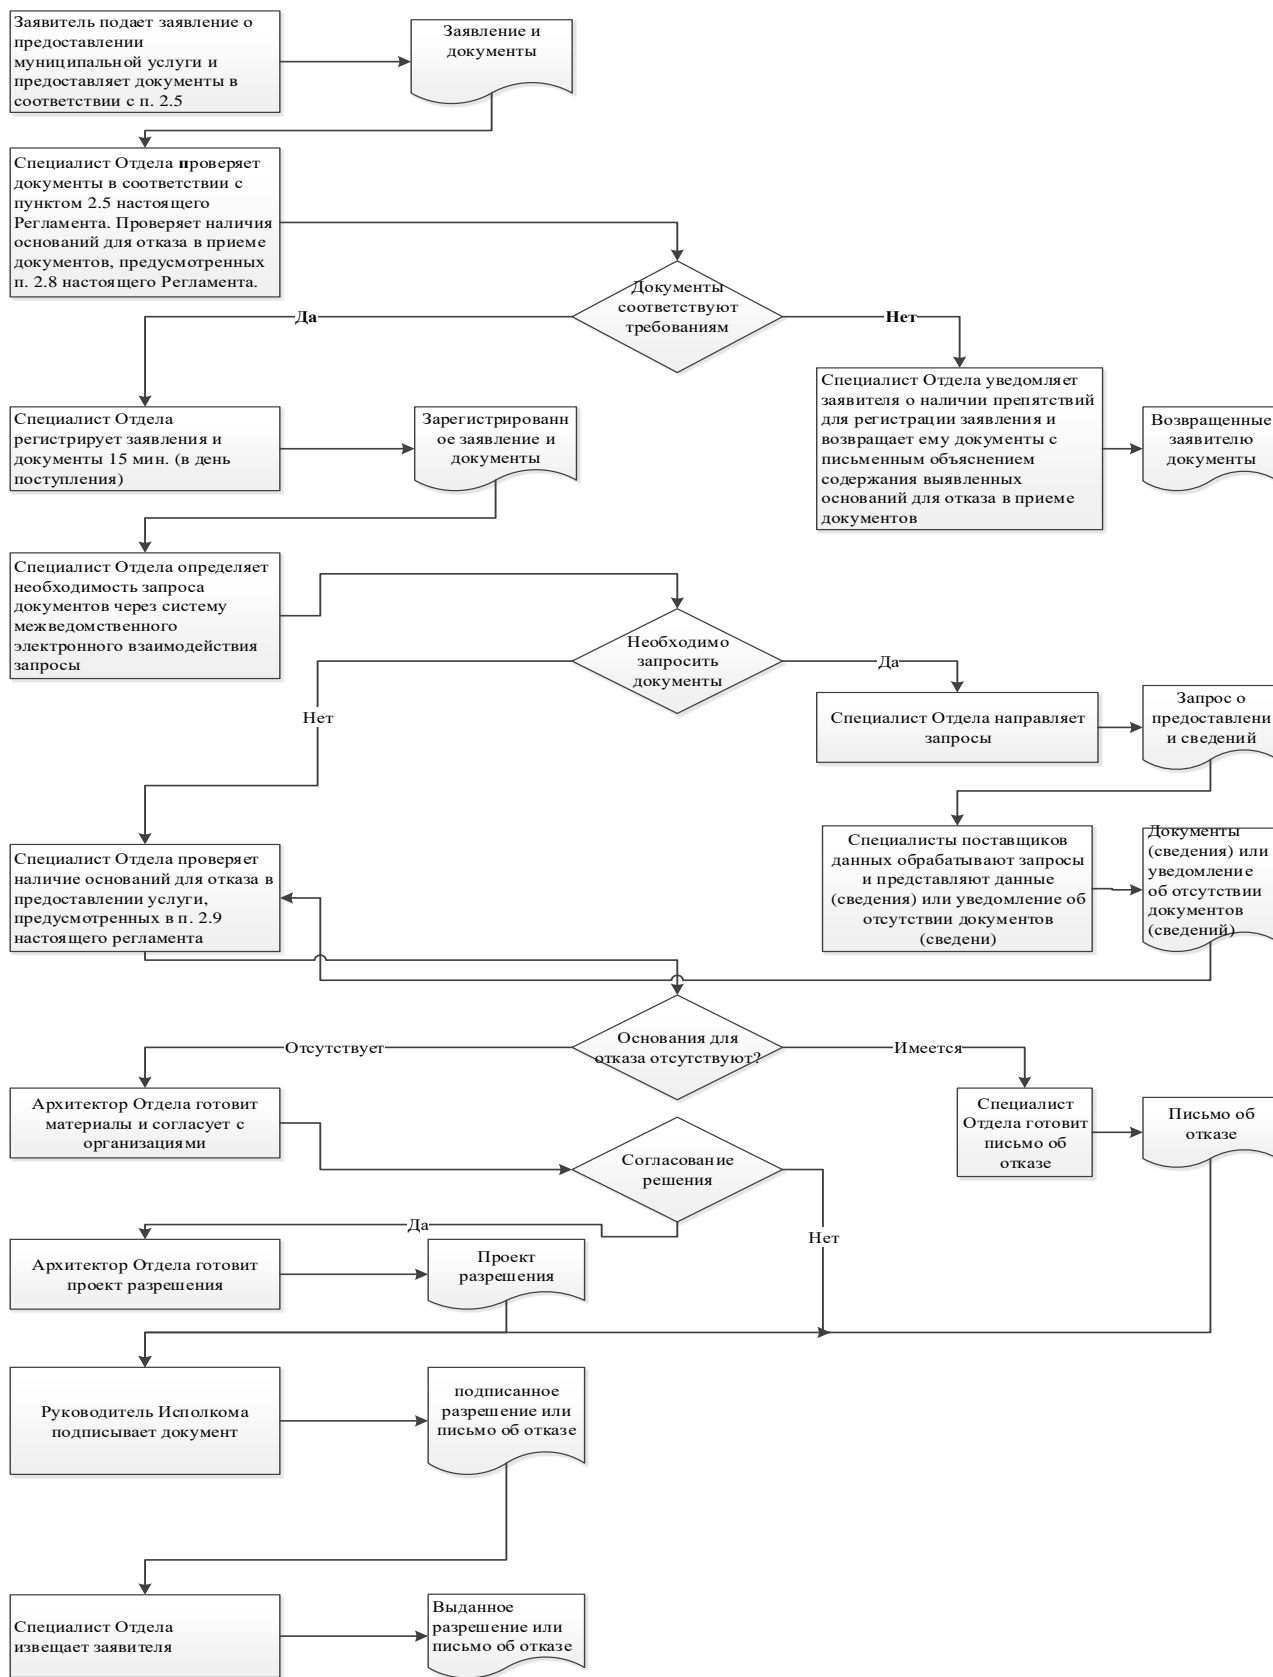 Заявитель подает заявление о
предоставлении
муниципальной услуги и
предоставляет документы в
соответствии с п. 2.5
Заявление и
документы
Специалист Отдела проверяет
документы в соответствии с
пунктом 2.5 настоящего
Регламента. Проверяет наличия
оснований для отказа в приеме
документов, предусмотренных
п. 2.8 настоящего Регламента.
Документы
соответствуют
требованиям
Да
Нет
Специалист Отдела
регистрирует заявления и
документы 15 мин. (в день
поступления)
Зарегистрированн
ое заявление и
документы
Специалист Отдела уведомляет
заявителя о наличии препятствий
для регистрации заявления и
возвращает ему документы с
письменным объяснением
содержания выявленных
оснований для отказа в приеме
документов
Возвращенные
заявителю
документы
Специалист Отдела определяет
необходимость запроса
документов через систему
межведомственного
электронного взаимодействия
запросы
Необходимо
запросить
документы
Да
Нет
Специалист Отдела направляет
запросы
Запрос о
предоставлени
и сведений
Специалист Отдела проверяет
наличие оснований для отказа в
предоставлении услуги,
предусмотренных в п. 2.9
настоящего регламента
Специалисты поставщиков
данных обрабатывают запросы
и представляют данные
(сведения) или уведомление об
отсутствии документов
(сведени)
Документы
(сведения) или
уведомление
об отсутствии
документов
(сведений)
Основания для
отказа отсутствуют?
Отсутствует
Имеется
Архитектор Отдела готовит
материалы и согласует с
организациями
Согласование
решения
Специалист
Отдела готовит
письмо об
отказе
Письмо об
отказе
Да
Нет
Архитектор Отдела готовит
проект разрешения
Проект
разрешения
Руководитель Исполкома
подписывает документ
подписанное
разрешение или
письмо об отказе
Специалист Отдела
извещает заявителя
Выданное
разрешение или
письмо об отказе